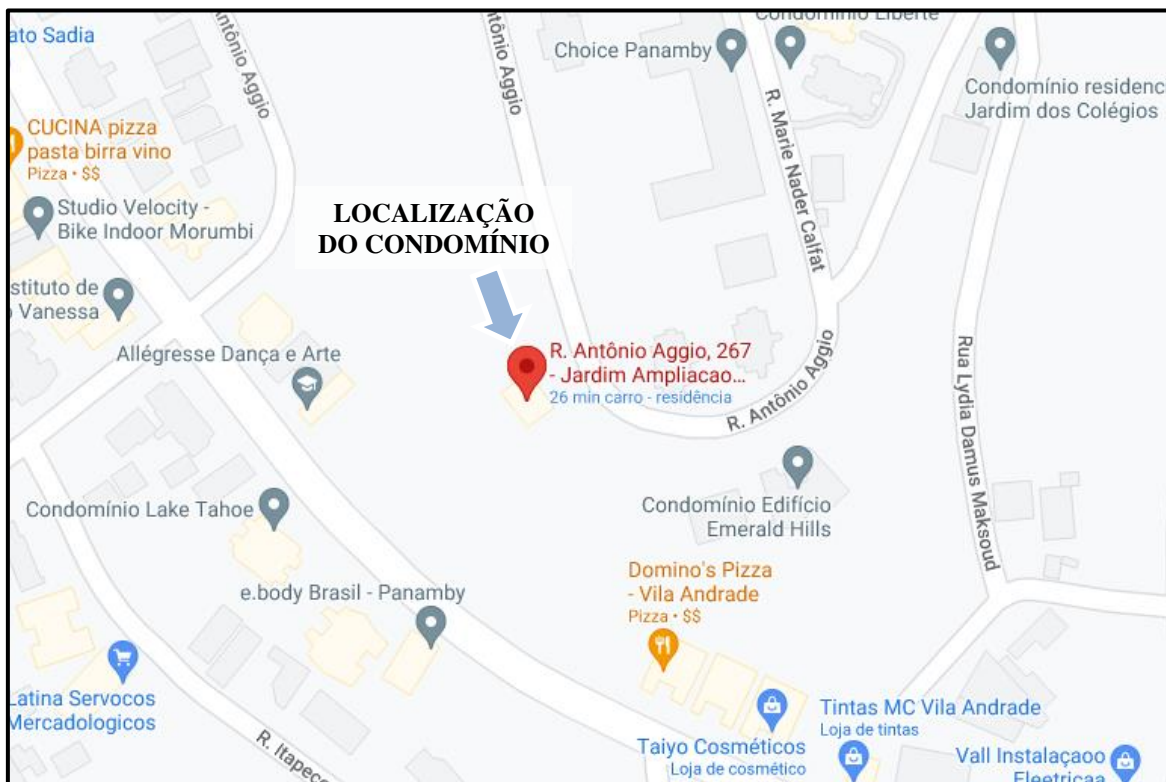 ato Sadia
ntônio Aggio
CUCINA pizza
pasta birra vino
Pizza • $$
Studio Velocity -
Bike Indoor Morumbi
stituto de
Vanessa
Allégresse Dança e Arte
LOCALIZAÇÃO
DO CONDOMÍNIO
ntônio Aggio
Choice Panamby
Condomínio Liberte
R. Marie Nader Calfat
Condomínio residenc
Jardim dos Colégios
R. Antônio Aggio, 267
- Jardim Ampliacao...
26 min carro - residência
R. Antônio Aggio
Rua Lydia Damus Maksoud
Condomínio Lake Tahoe
Condomínio Edifício
Emerald Hills
e.body Brasil - Panamby
Domino's Pizza
- Vila Andrade
Pizza • $$
Latina Servocos
Mercadologicos
R. Itapeco
Taiyo Cosméticos
Loja de cosmético
Tintas MC Vila Andrade
Loja de tintas
Vall Instalaçaoo
Eleetricaa